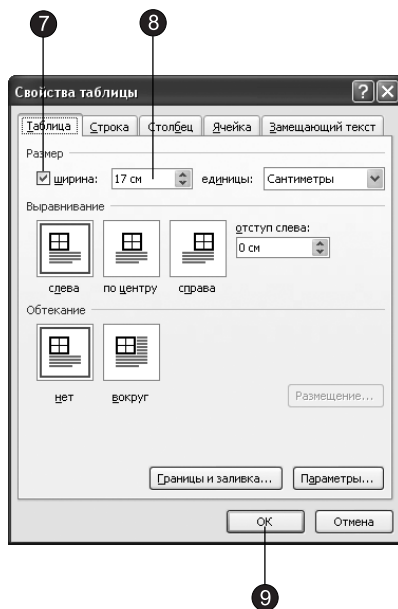 7 8
Свойства таблицы
Таблица Строка Столбец Ячейка Замещающий текст
Размер
ширина: 17 см единицы: Сантиметры
Выравнивание
отступ слева:
0 см
слева по центру справа
Обтекание
нет вокруг
Размещение...
Границы и заливка... Параметры...
ОК Отмена
9